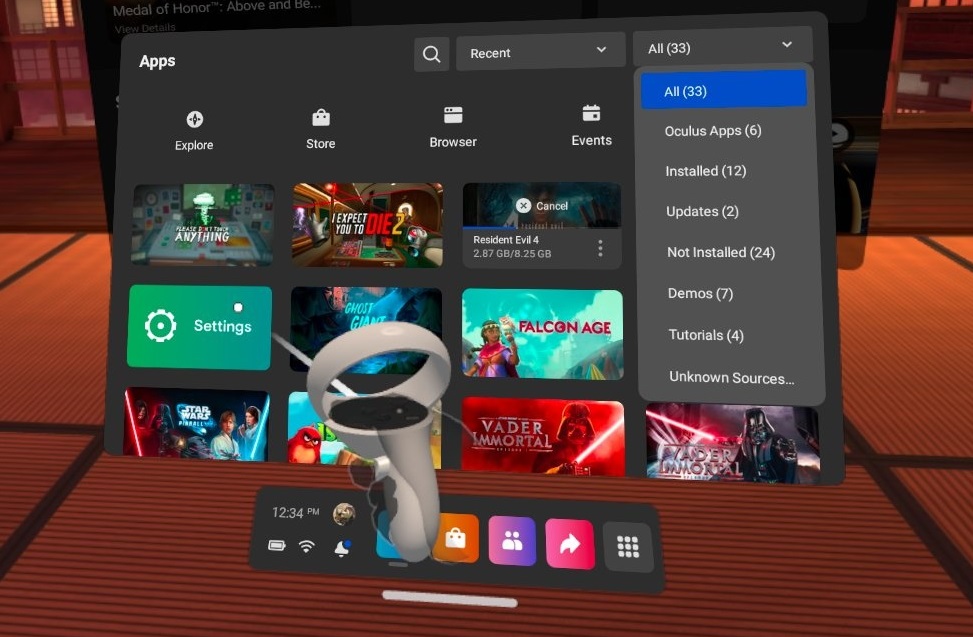 Medal of Honor™: Above and Be...
View Details
Apps
Recent
All (33)
All (33)
Oculus Apps (6)
Installed (12)
Updates (2)
Not Installed (24)
Demos (7)
Tutorials (4)
Unknown Sources...
Explore
Store
Browser
Events
PLEASE DON'T TOUCH
ANYTHING
I EXPECT
YOU TO DIE 2
Cancel
Resident Evil 4
2.87 GB/8.25 GB
Settings
GHOST
GIANT
FALCON AGE
STAR
WARS
PINBALL
VADER
IMMORTAL
VADER
IMMORTAL
12:34 PM